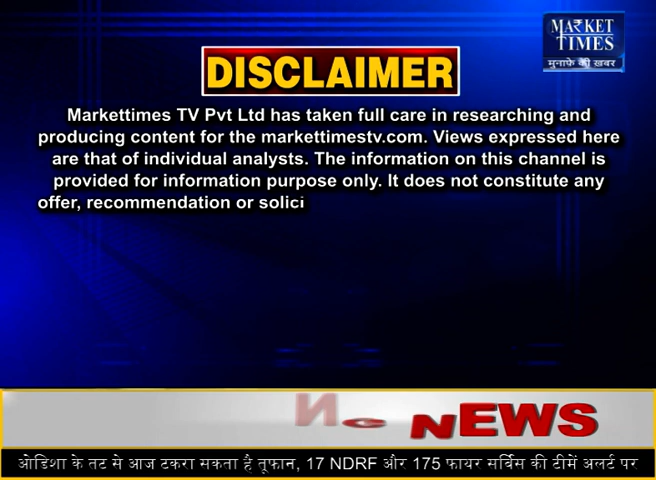 MARKET
TIMES
मुनाफे की ख़बर
DISCLAIMER
Markettimes TV Pvt Ltd has taken full care in researching and
producing content for the markettimestv.com. Views expressed here
are that of individual analysts. The information on this channel is
provided for information purpose only. It does not constitute any
offer, recommendation or solici
NG NEWS
ओडिशा के तट से आज टकरा सकता है तूफान, 17 NDRF और 175 फायर सर्विस की टीमें अलर्ट पर